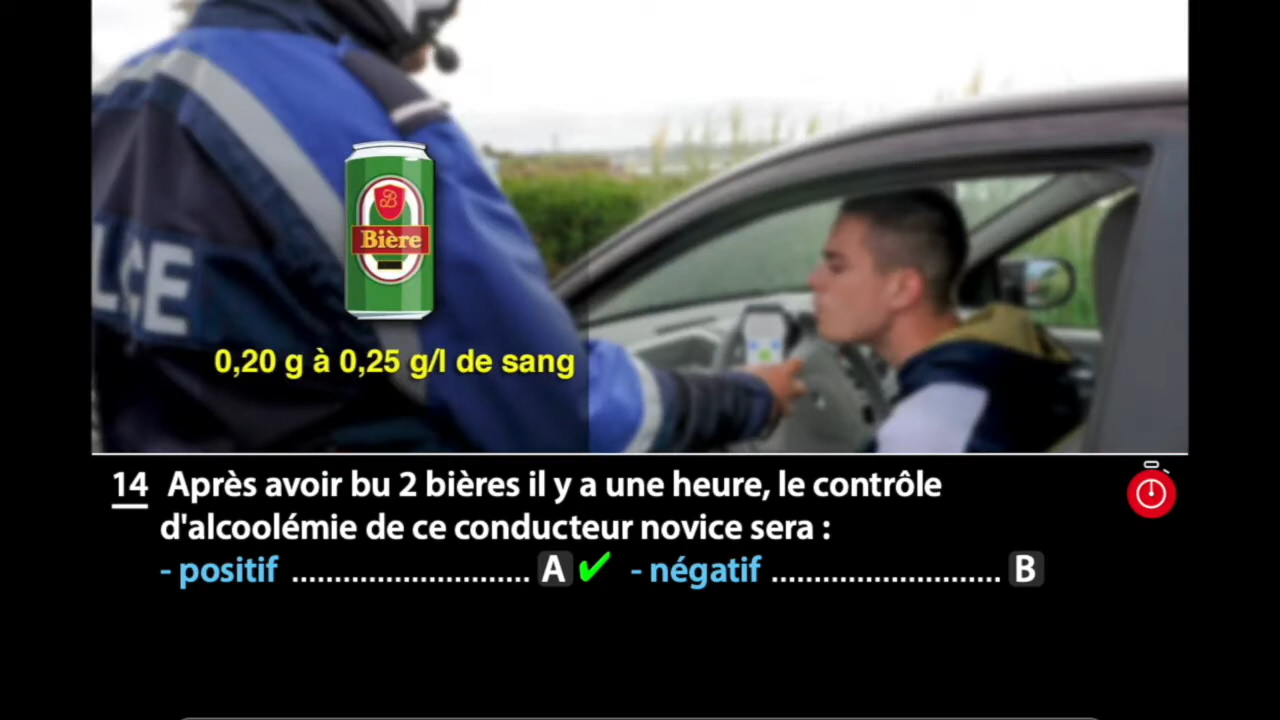 LCE
B
Bière
0,20 g à 0,25 g/l de sang
14 Après avoir bu 2 bières il y a une heure, le contrôle
d'alcoolémie de ce conducteur novice sera :
- positif ............................. A ✔ - négatif ............................ B